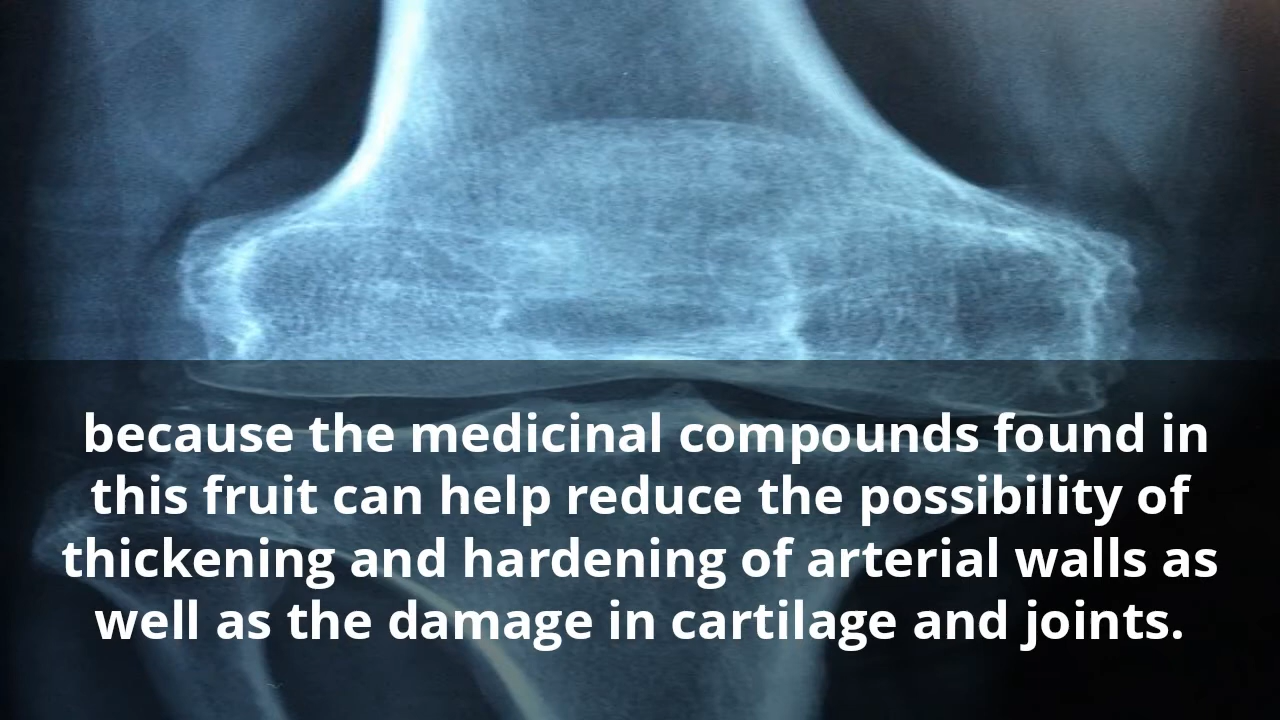 because the medicinal compounds found in
this fruit can help reduce the possibility of
thickening and hardening of arterial walls as
well as the damage in cartilage and joints.